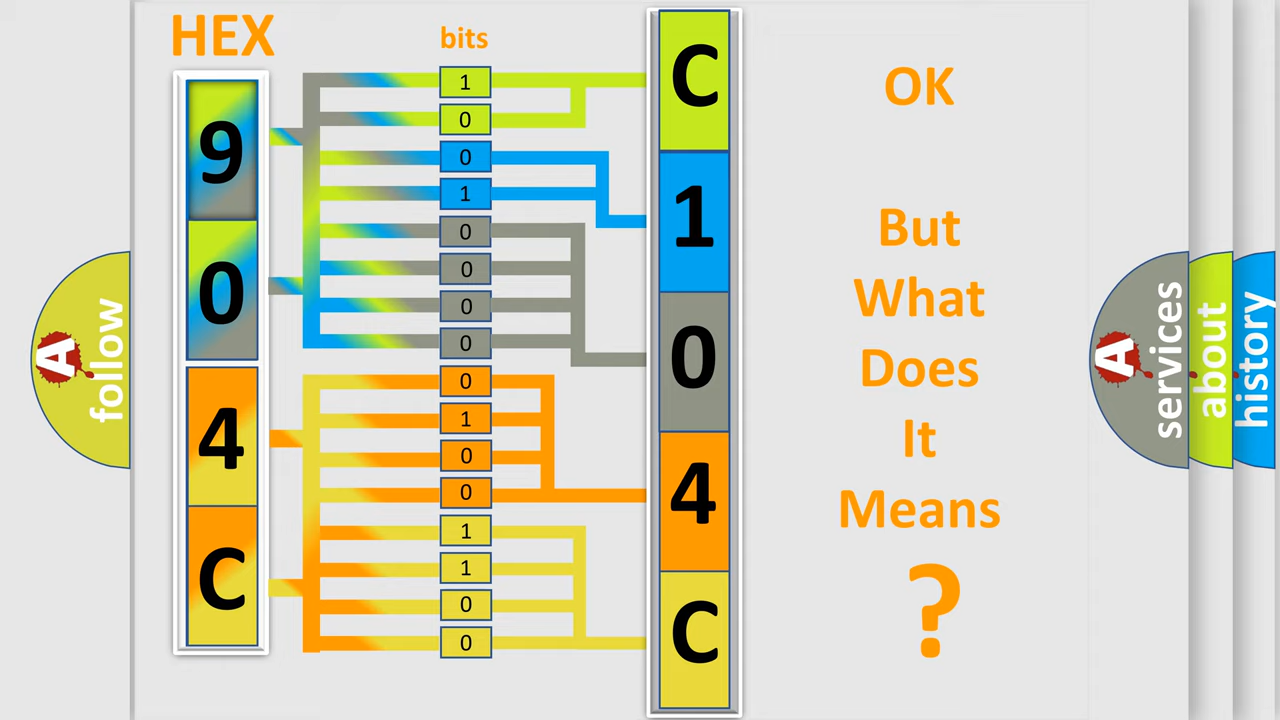 HEX
9
0
4
C
bits
1
0
0
1
0
0
0
0
0
1
0
0
1
1
0
0
C
1
0
4
C
OK
But
What
Does
It
Means
?
A
follow
A
services
about
history